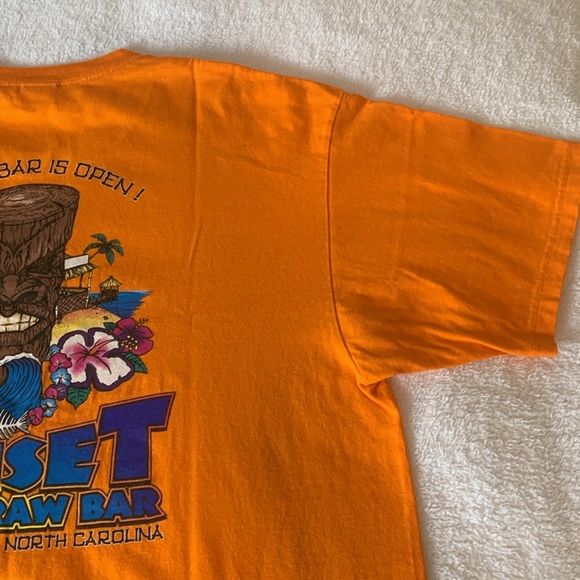 BAR IS OPEN!
SET
RAW BAR
NORTH CAROLINA